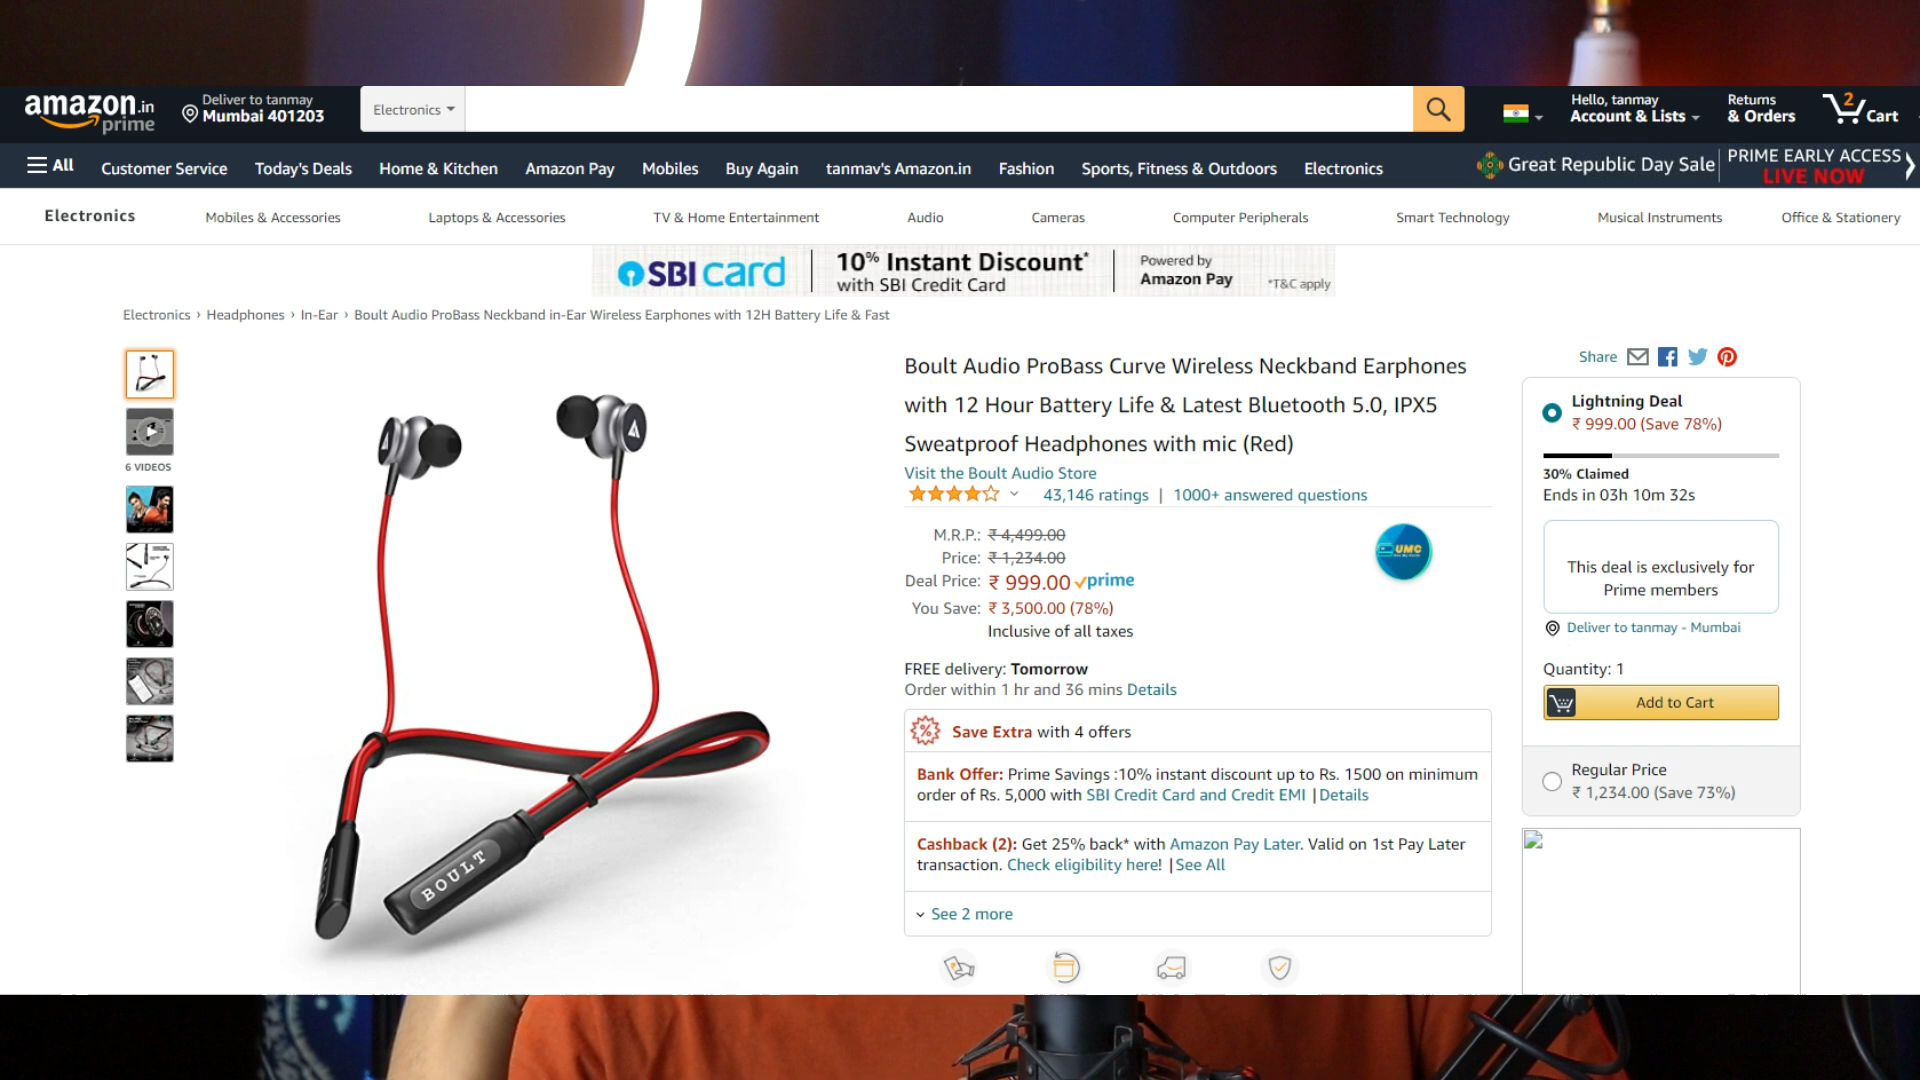 amazon.in
prime
Deliver to tanmay
Mumbai 401203
Electronics
Hello, tanmay
Account & Lists
Returns
& Orders
2
Cart
All
Customer Service
Today's Deals
Home & Kitchen
Amazon Pay
Mobiles
Buy Again
tanmav's Amazon.in
Fashion
Sports, Fitness & Outdoors
Electronics
Great Republic Day Sale
PRIME EARLY ACCESS
LIVE NOW
Electronics
Mobiles & Accessories
Laptops & Accessories
TV & Home Entertainment
Audio
Cameras
Computer Peripherals
Smart Technology
Musical Instruments
Office & Stationery
SBI card
10% Instant Discount*
with SBI Credit Card
Powered by
Amazon Pay
*T&C apply
Electronics › Headphones › In-Ear › Boult Audio ProBass Neckband in-Ear Wireless Earphones with 12H Battery Life & Fast
6 VIDEOS
BOULT
Boult Audio ProBass Curve Wireless Neckband Earphones
with 12 Hour Battery Life & Latest Bluetooth 5.0, IPX5
Sweatproof Headphones with mic (Red)
Visit the Boult Audio Store
43,146 ratings | 1000+ answered questions
M.R.P.: ₹ 4,499.00
Price: ₹ 1,234.00
Deal Price: ₹ 999.00 prime
You Save: ₹ 3,500.00 (78%)
Inclusive of all taxes
UMC
FREE delivery: Tomorrow
Order within 1 hr and 36 mins Details
Save Extra with 4 offers
Bank Offer: Prime Savings :10% instant discount up to Rs. 1500 on minimum
order of Rs. 5,000 with SBI Credit Card and Credit EMI | Details
Cashback (2): Get 25% back* with Amazon Pay Later. Valid on 1st Pay Later
transaction. Check eligibility here! | See All
See 2 more
Share
Lightning Deal
₹ 999.00 (Save 78%)
30% Claimed
Ends in 03h 10m 32s
This deal is exclusively for
Prime members
Deliver to tanmay - Mumbai
Quantity: 1
Add to Cart
Regular Price
₹ 1,234.00 (Save 73%)